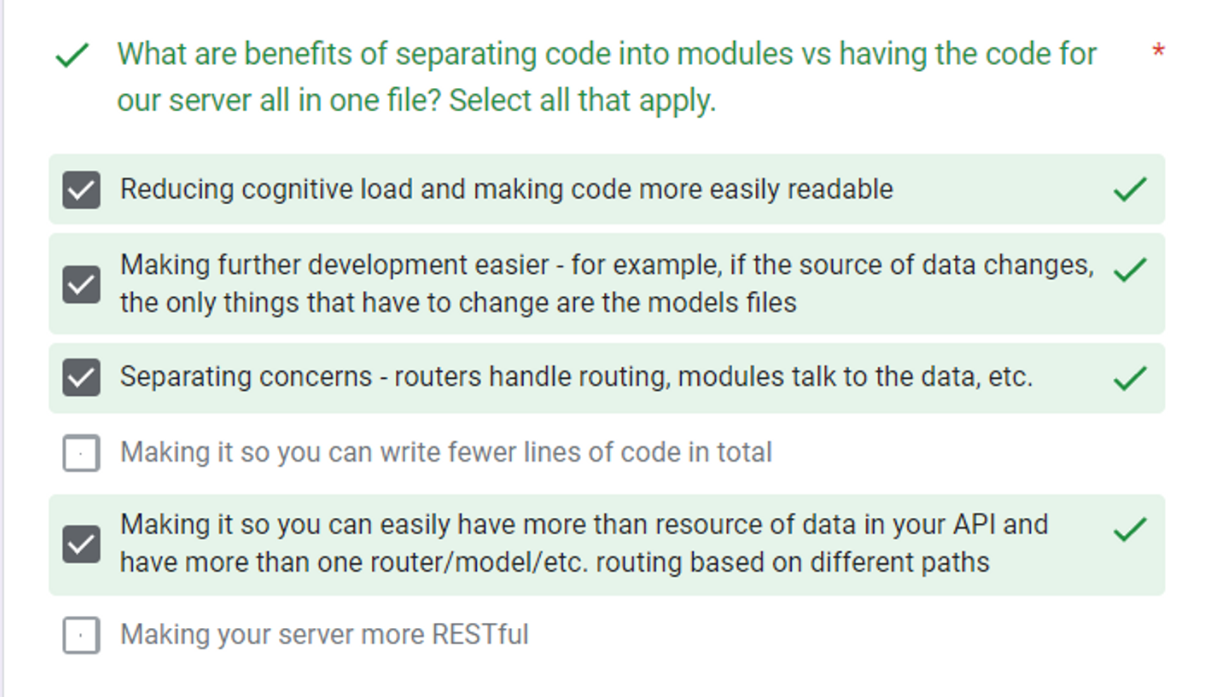 What are benefits of separating code into modules vs having the code for *
our server all in one file? Select all that apply.
Reducing cognitive load and making code more easily readable
Making further development easier - for example, if the source of data changes,
the only things that have to change are the models files
Separating concerns - routers handle routing, modules talk to the data, etc.
Making it so you can write fewer lines of code in total
Making it so you can easily have more than resource of data in your API and
have more than one router/model/etc. routing based on different paths
Making your server more RESTful